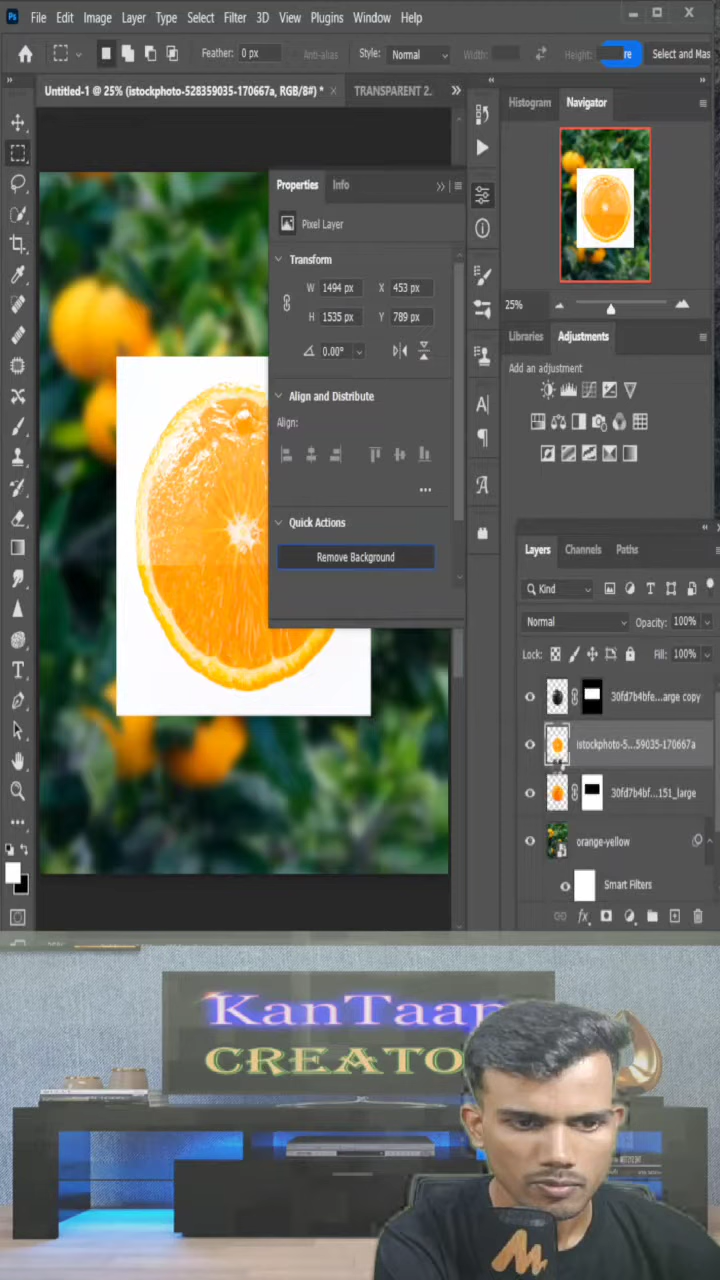 Ps File Edit Image Layer Type Select Filter 3D View Plugins Window Help
Feather: 0 px Anti-alias Style: Normal Width: Height: re Select and Mas
Untitled-1 @ 25% (istockphoto-528359035-170667a, RGB/8#) * × TRANSPARENT 2.
Histogram Navigator
25%
Libraries Adjustments
Add an adjustment
Properties Info
Pixel Layer
Transform
W 1494 px X 453 px
H 1535 px Y 789 px
0.00°
Align and Distribute
Align:
Quick Actions
Remove Background
Layers Channels Paths
Kind
Normal Opacity: 100%
Lock: Fill: 100%
30fd7b4bfe...arge copy
istockphoto-5...59035-170667a
30fd7b4bf...151_large
orange-yellow
Smart Filters
KanTaap
CREATO